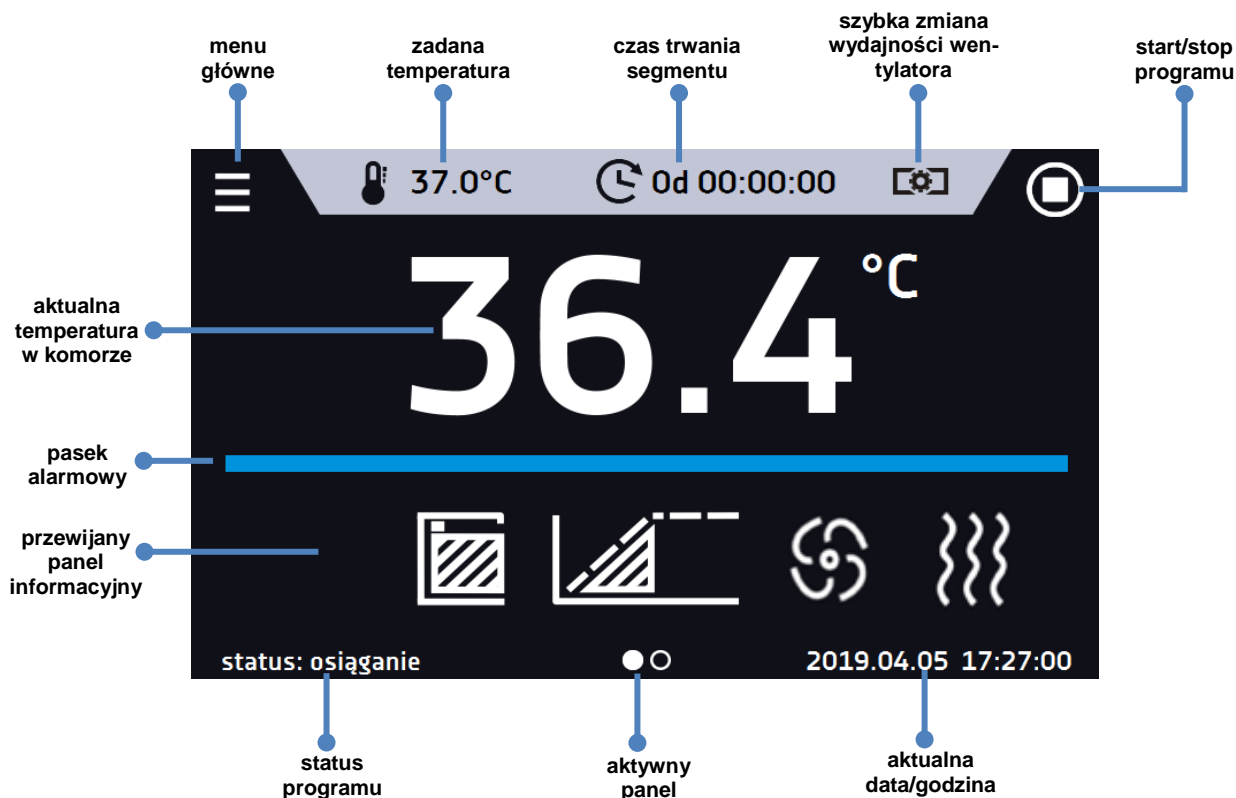 menu
główne
zadana
temperatura
czas trwania
segmentu
szybka zmiana
wydajności wen-
tylatora
start/stop
programu
37.0°C
0d 00:00:00
36.4 °C
aktualna
temperatura
w komorze
pasek
alarmowy
przewijany
panel
informacyjny
status: osiąganie
2019.04.05 17:27:00
status
programu
aktywny
panel
aktualna
data/godzina